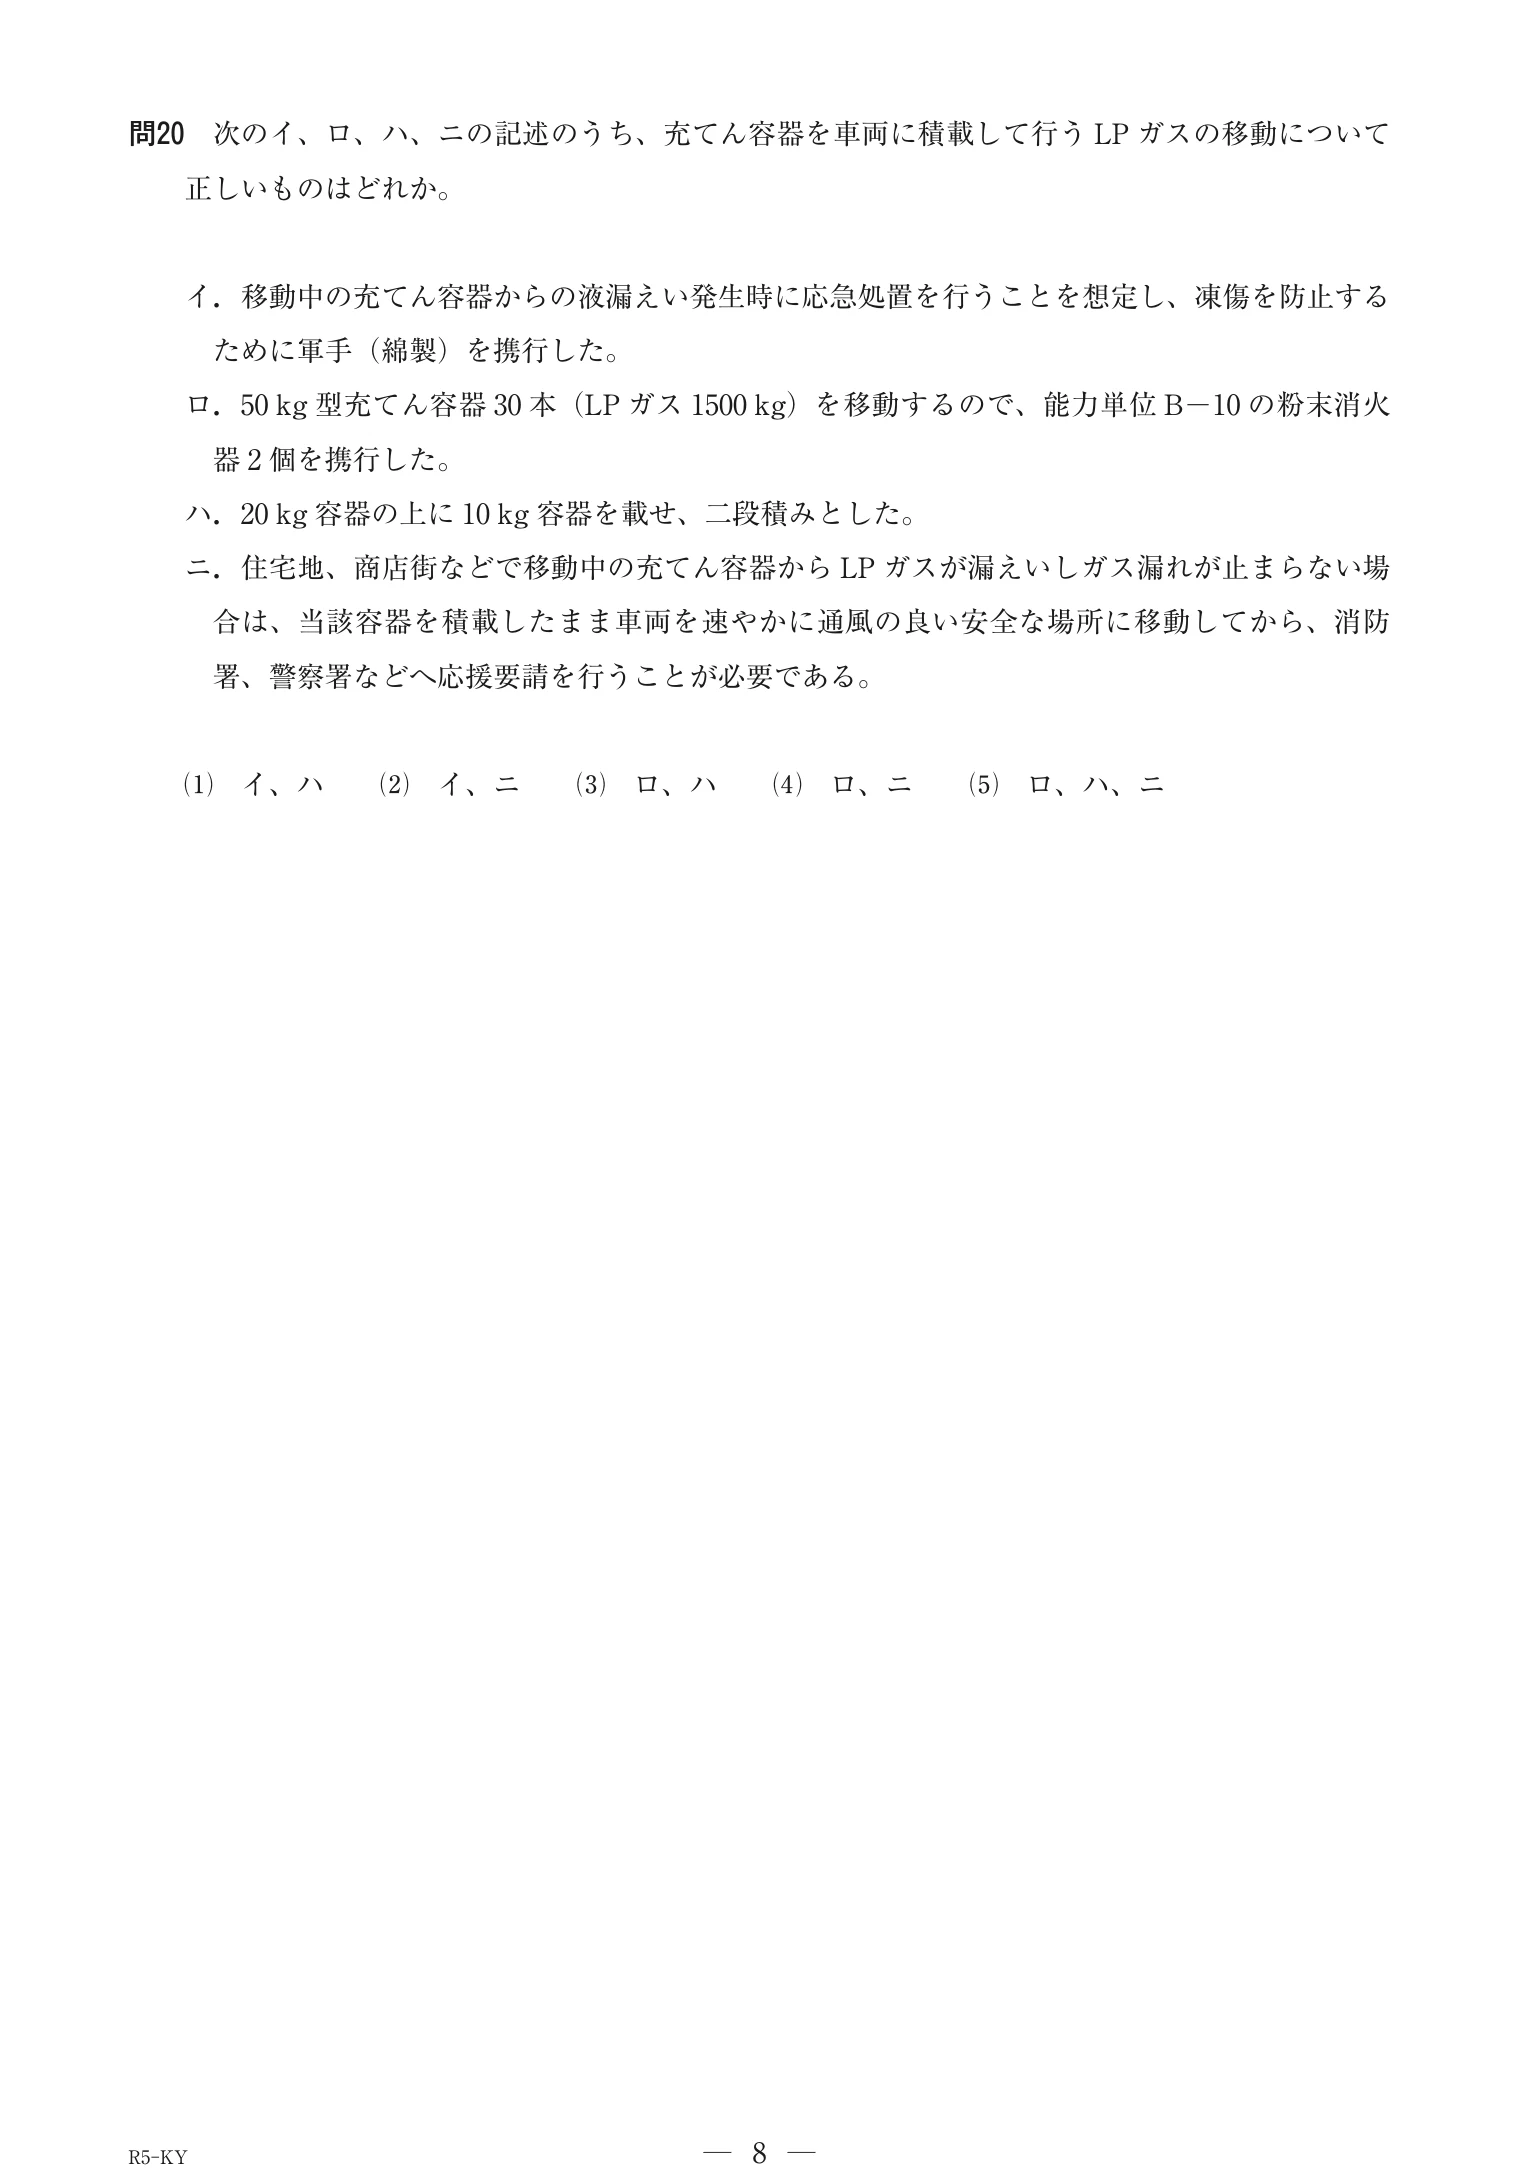 問20　次のイ、ロ、ハ、ニの記述のうち、充てん容器を車両に積載して行う LP ガスの移動について
正しいものはどれか。
イ．移動中の充てん容器からの液漏えい発生時に応急処置を行うことを想定し、凍傷を防止する
ために軍手（綿製）を携行した。
ロ．50 kg 型充てん容器 30 本（LP ガス 1500 kg）を移動するので、能力単位 B－10 の粉末消火
器 2 個を携行した。
ハ．20 kg 容器の上に 10 kg 容器を載せ、二段積みとした。
ニ．住宅地、商店街などで移動中の充てん容器から LP ガスが漏えいしガス漏れが止まらない場
合は、当該容器を積載したまま車両を速やかに通風の良い安全な場所に移動してから、消防
署、警察署などへ応援要請を行うことが必要である。
(1)　イ、ハ　　(2)　イ、ニ　　(3)　ロ、ハ　　(4)　ロ、ニ　　(5)　ロ、ハ、ニ
R5-KY　— 8 —